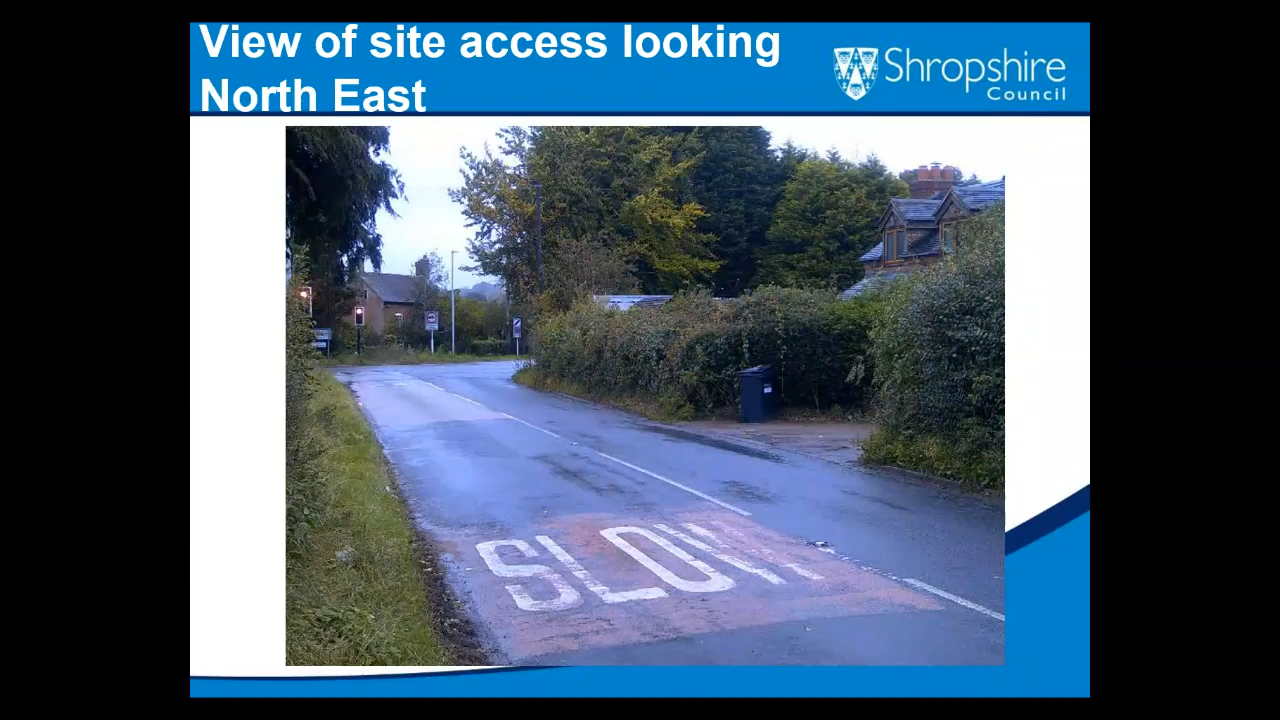 View of site access looking
North East
Shropshire
Council
SLOW